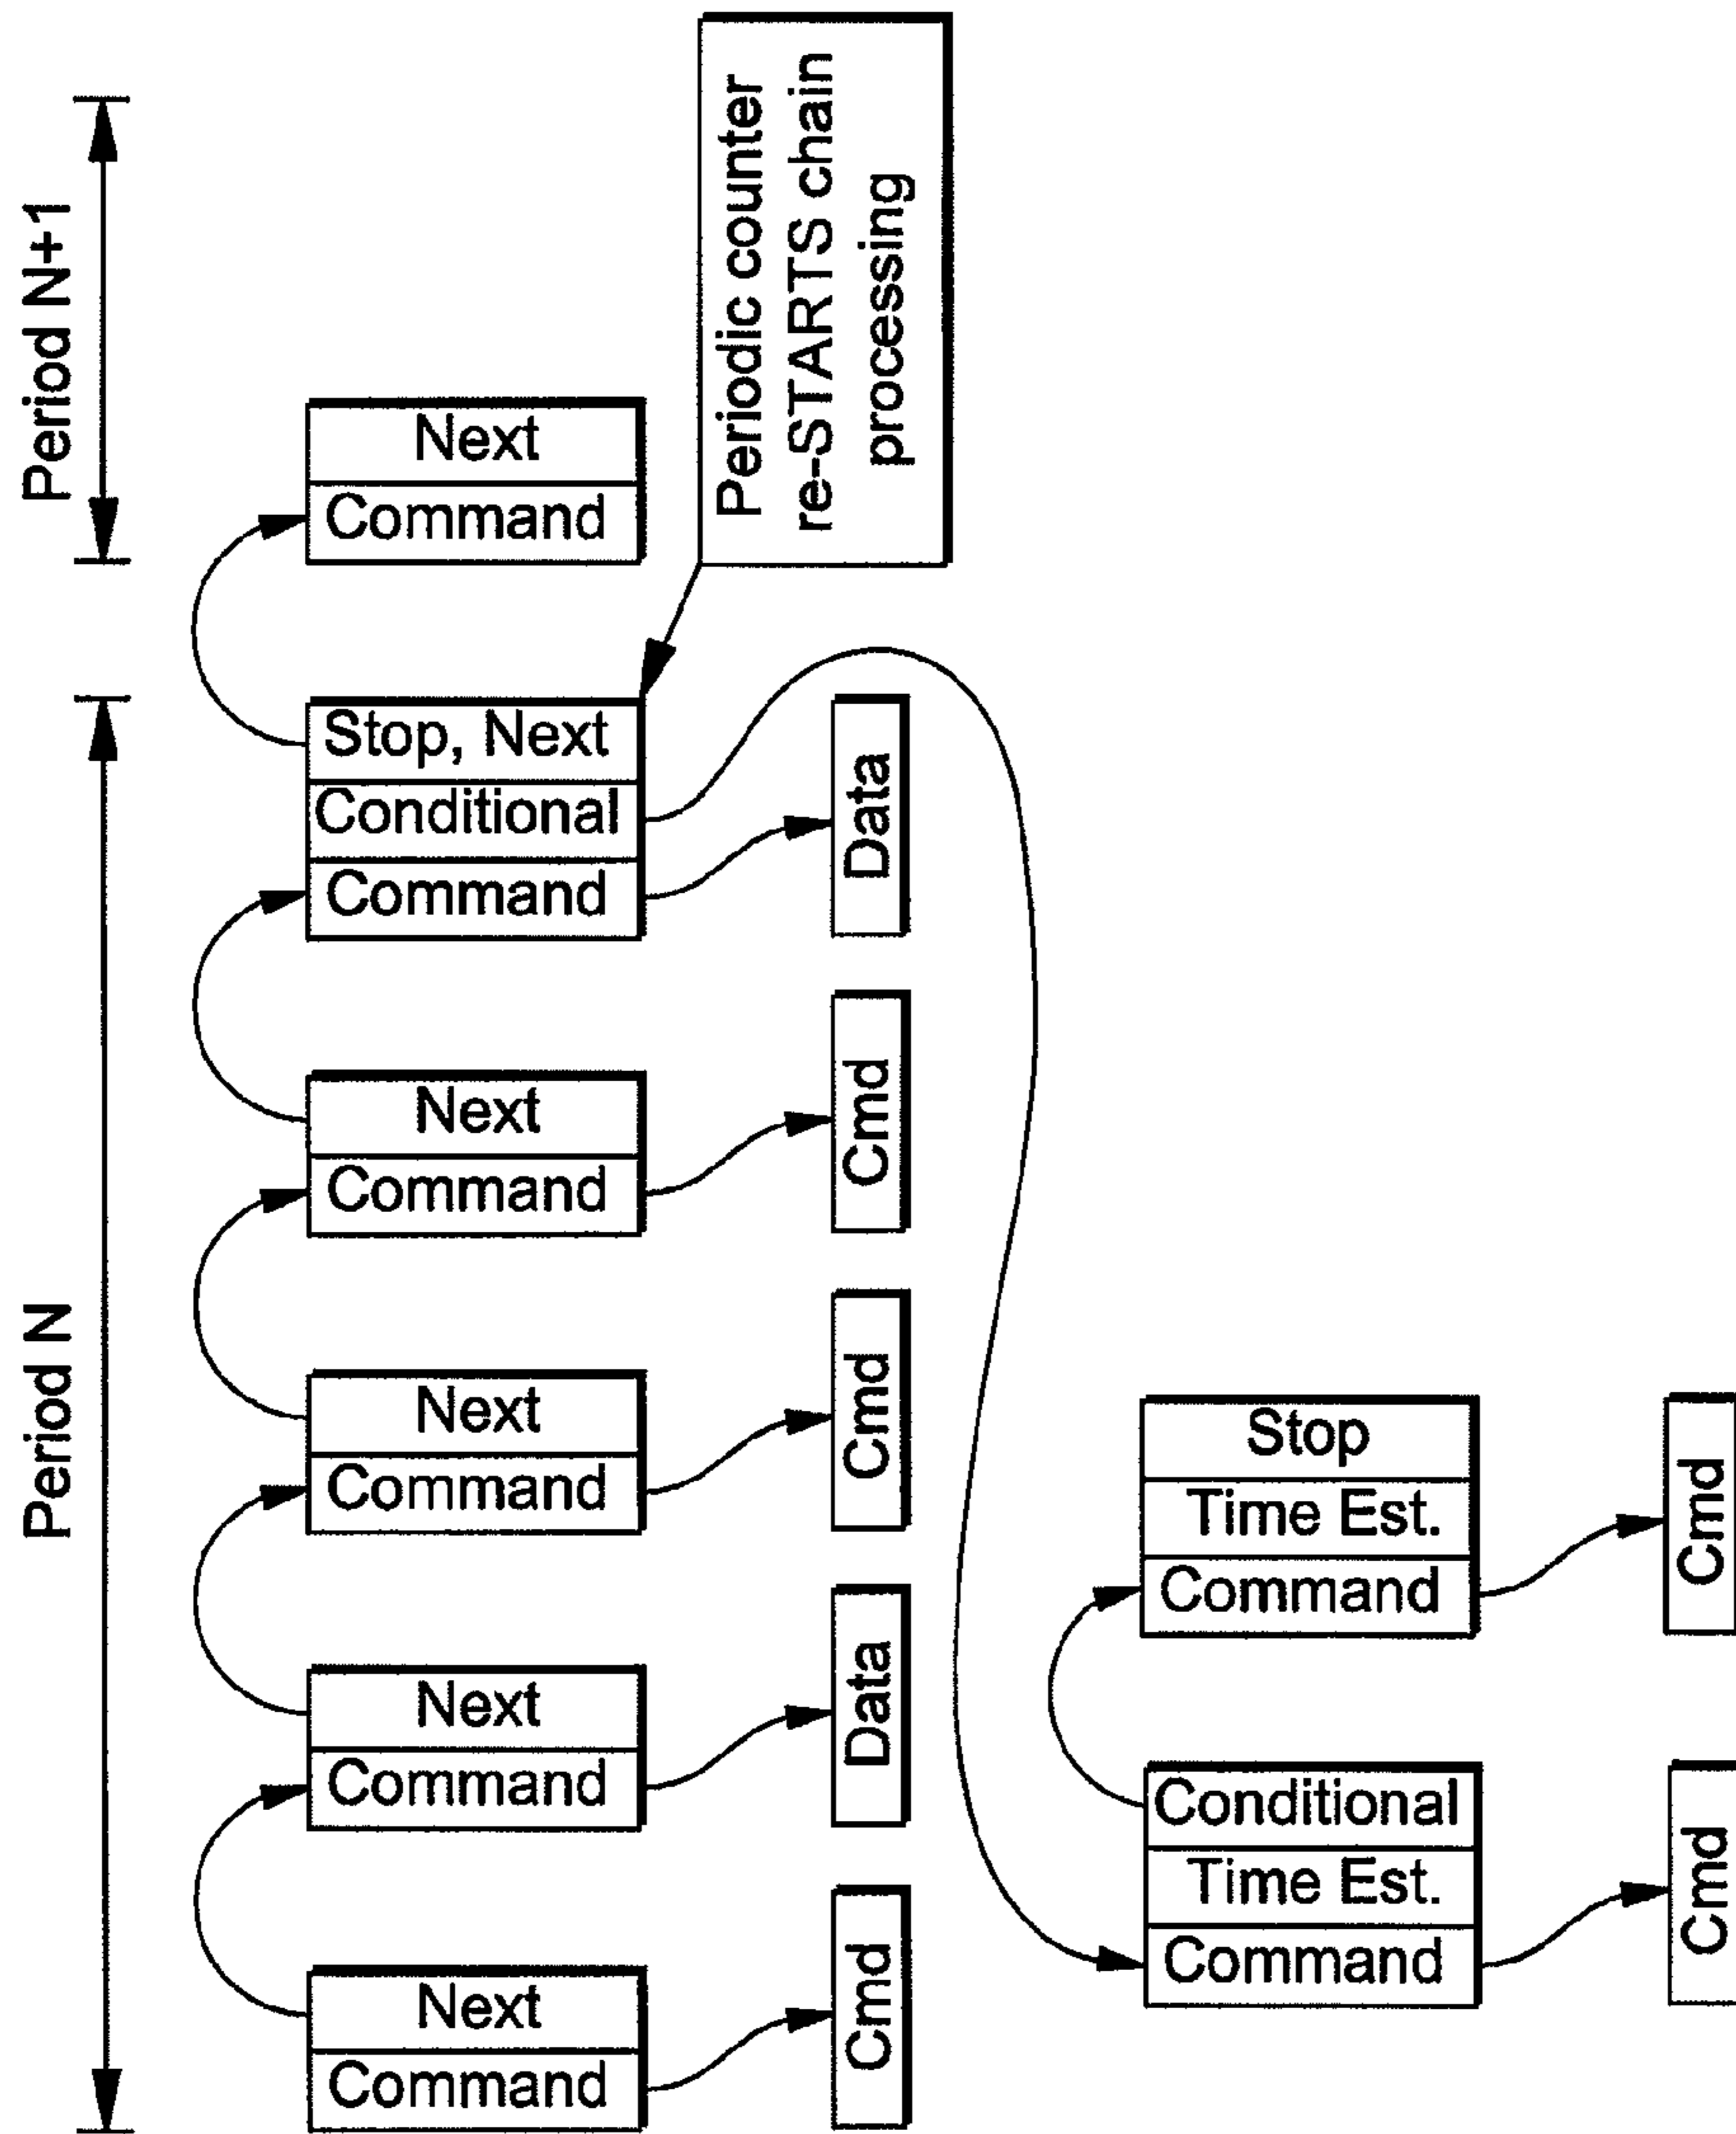 Period N+1
Next
Command
Periodic counter
re-STARTS chain
processing
Period N
Stop, Next
Conditional
Command
Data
Next
Command
Cmd
Next
Command
Cmd
Next
Command
Data
Next
Command
Cmd
Stop
Time Est.
Command
Cmd
Conditional
Time Est.
Command
Cmd